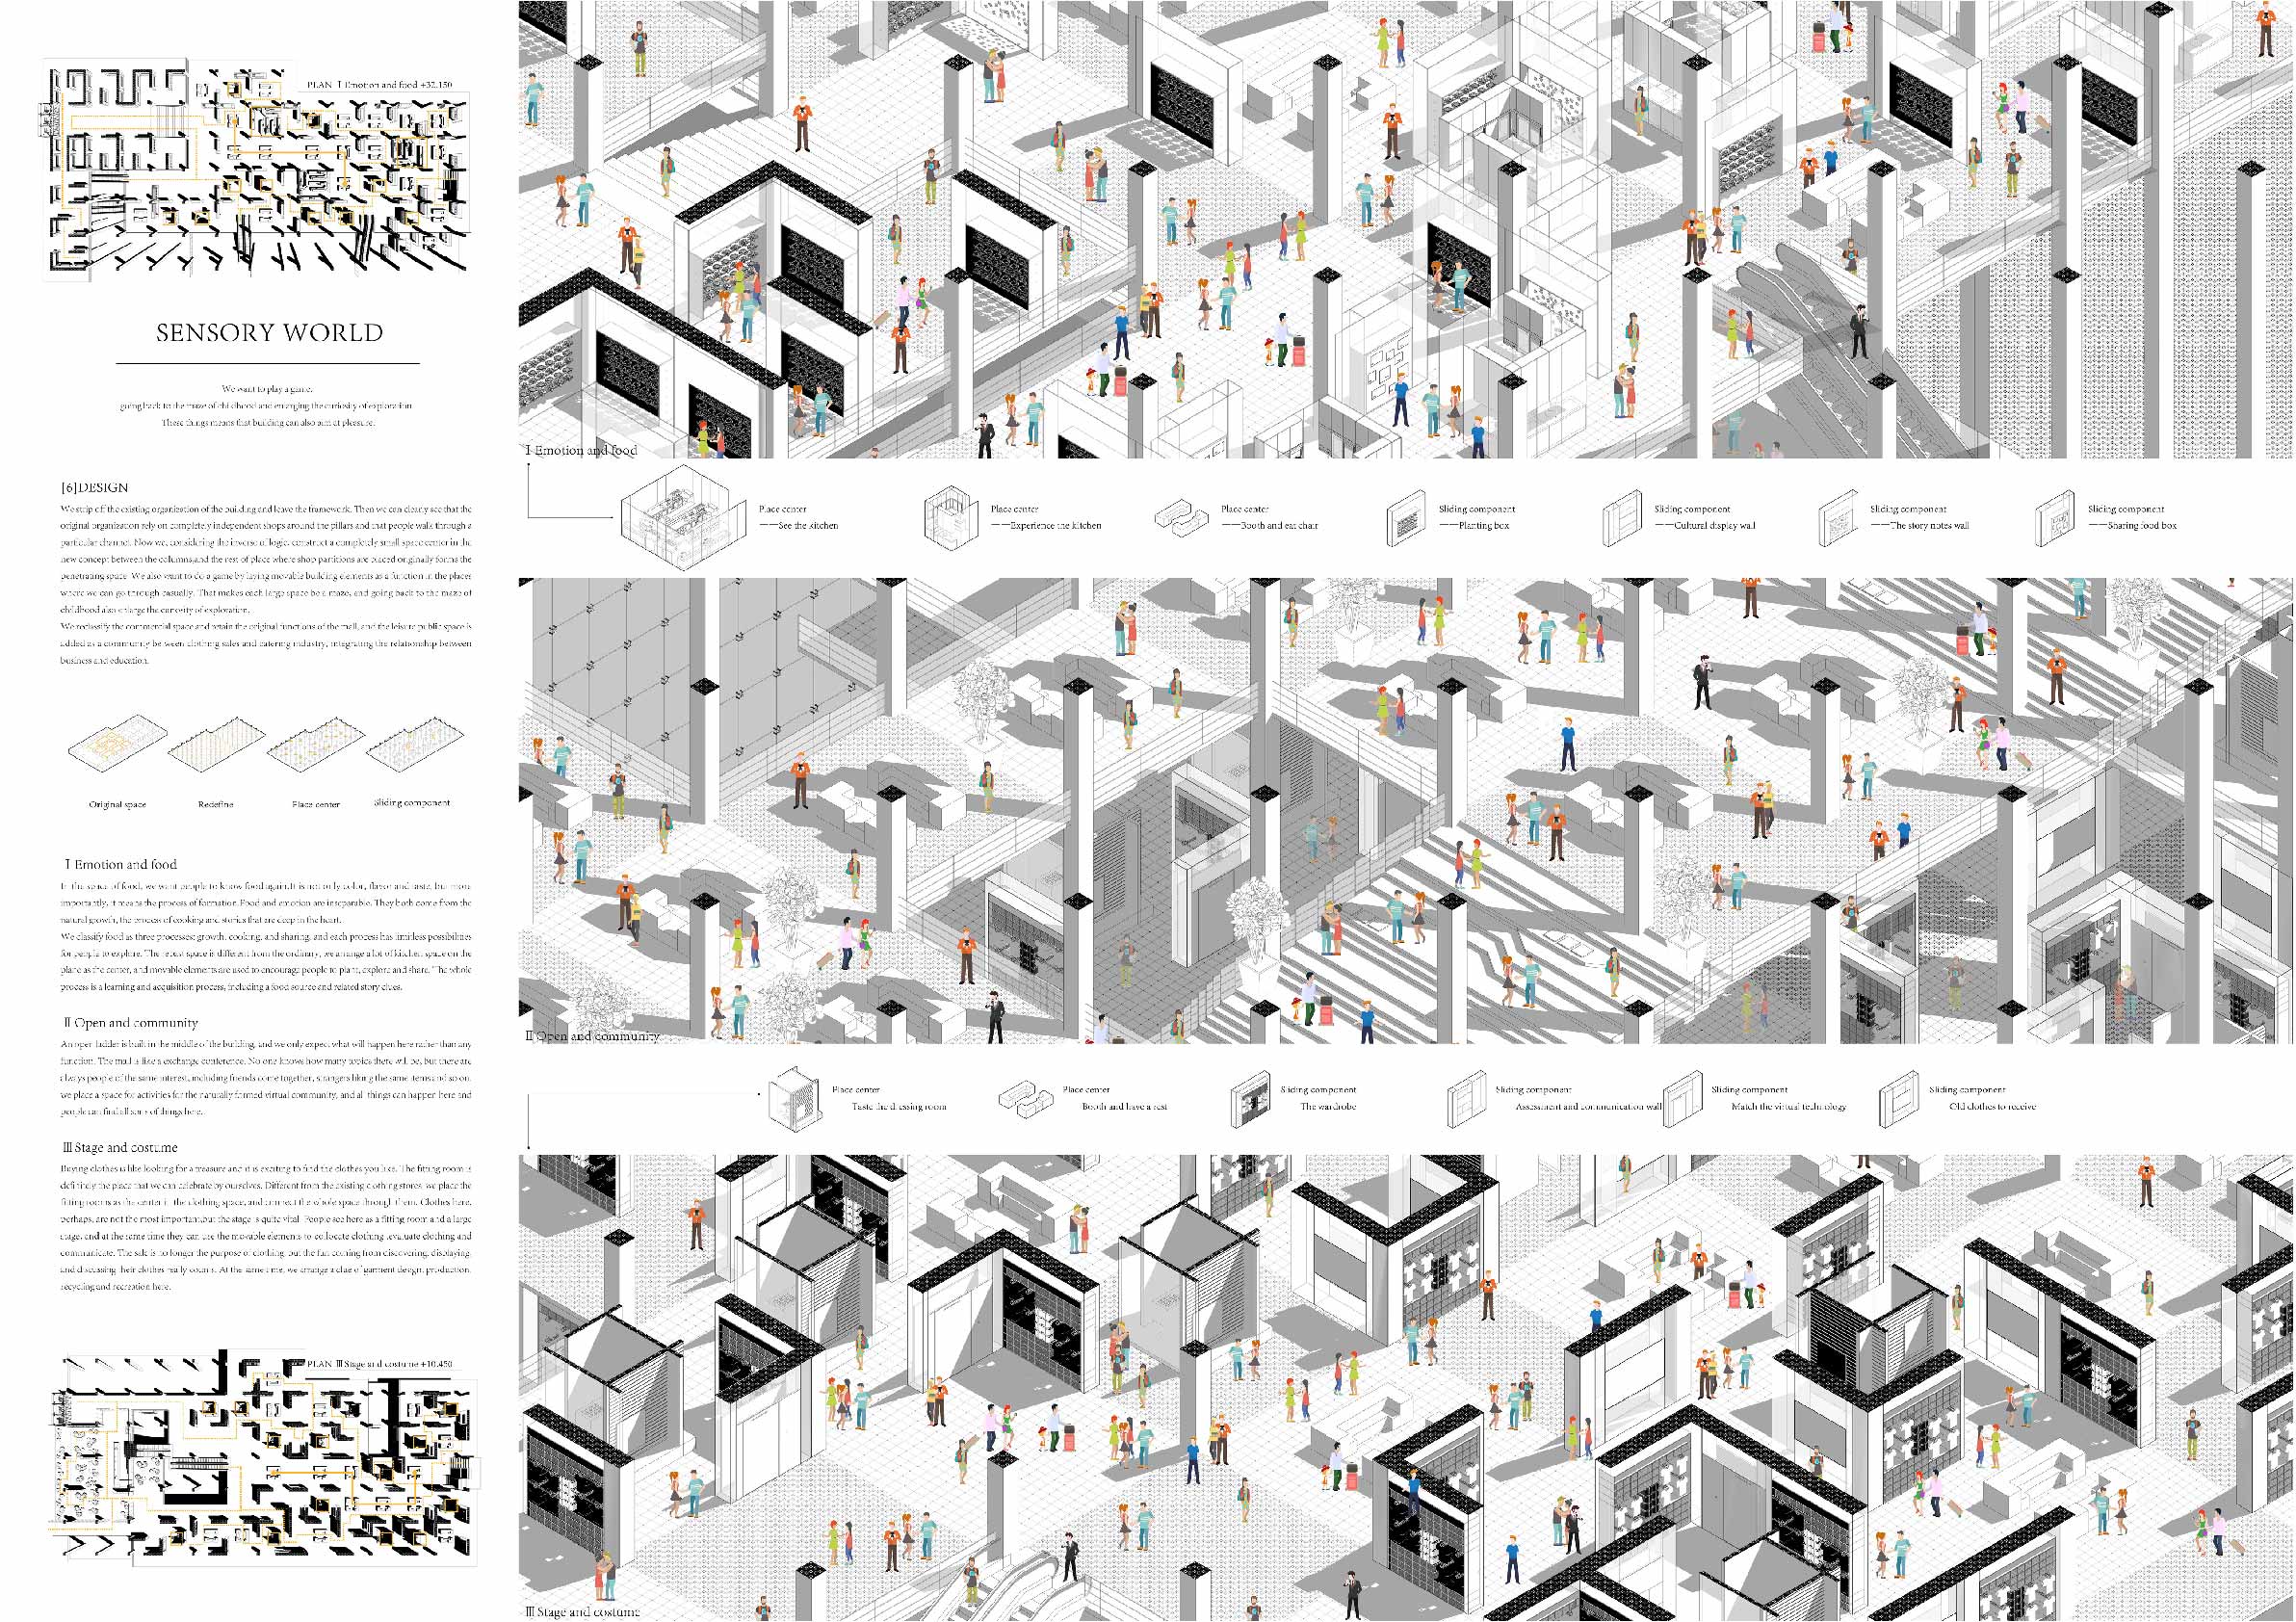 PLAN Ⅰ Emotion and food +32.150
SENSORY WORLD
We want to play a game.
going back to the maze of childhood and enlarging the curiosity of exploration
These things means that building can also aim at pleasure.
[6]DESIGN
We strip off the existing organization of the building and leave the framework. Then we can clearly see that the
original organization rely on completely independent shops around the pillars and that people walk through a
particular channel. Now we, considering the inverse of logic, construct a completely small space center in the
new concept between the columns,and the rest of place where shop partitions are placed originally forms the
penetrating space. We also want to do a game by laying movable building elements as a function in the places
where we can go through casually. That makes each large space be a maze, and going back to the maze of
childhood also enlarge the curiosity of exploration.
We reclassify the commercial space and retain the original functions of the mall, and the leisure public space is
added as a community between clothing sales and catering industry, integrating the relationship between
business and education.
Original space
Redefine
Place center
Sliding component
Ⅰ Emotion and food
In the space of food, we want people to know food again.It is not only color, flavor and taste, but more
importantly, it means the process of formation. Food and emotion are inseparable. They both come from the
natural growth, the process of cooking and stories that are deep in the heart.
We classify food as three processes: growth, cooking, and sharing, and each process has limitless possibilities
for people to explore. The repast space is different from the ordinary, we arrange a lot of kitchen space on the
plane as the center, and movable elements are used to encourage people to plant, explore and share. The whole
process is a learning and acquisition process, including a food source and related story clues.
Ⅱ Open and community
An open ladder is built in the middle of the building, and we only expect what will happen here rather than any
function. The mall is like a exchange conference. No one knows how many topics there will be, but there are
always people of the same interest, including friends come together, strangers liking the same items and so on.
we place a space for activities for the naturally formed virtual community, and all things can happen here and
people can find all sorts of things here.
Ⅲ Stage and costume
Buying clothes is like looking for a treasure and it is exciting to find the clothes you like. The fitting room is
definitely the place that we can celebrate by ourselves. Different from the existing clothing stores, we place the
fitting rooms as the center in the clothing space, and connect the whole space through them. Clothes here,
perhaps, are not the most important,but the stage is quite vital. People see here as a fitting room and a large
stage, and at the same time they can use the movable elements to collocate clothing ,evaluate clothing and
communicate. The sale is no longer the purpose of clothing, but the fun coming from discovering, displaying,
and discussing their clothes really counts. At the same time, we arrange a clue of garment design, production,
recycling and recreation here.
PLAN Ⅲ Stage and costume +10.450
Ⅰ Emotion and food
Place center
——See the kitchen
Place center
——Experience the kitchen
Place center
——Booth and eat chair
Sliding component
——Planting box
Sliding component
——Cultural display wall
Sliding component
——The story notes wall
Sliding component
——Sharing food box
Ⅱ Open and community
Place center
Taste the dressing room
Place center
Booth and have a rest
Sliding component
The wardrobe
Sliding component
Assessment and communication wall
Sliding component
Match the virtual technology
Sliding component
Old clothes to receive
Ⅲ Stage and costume